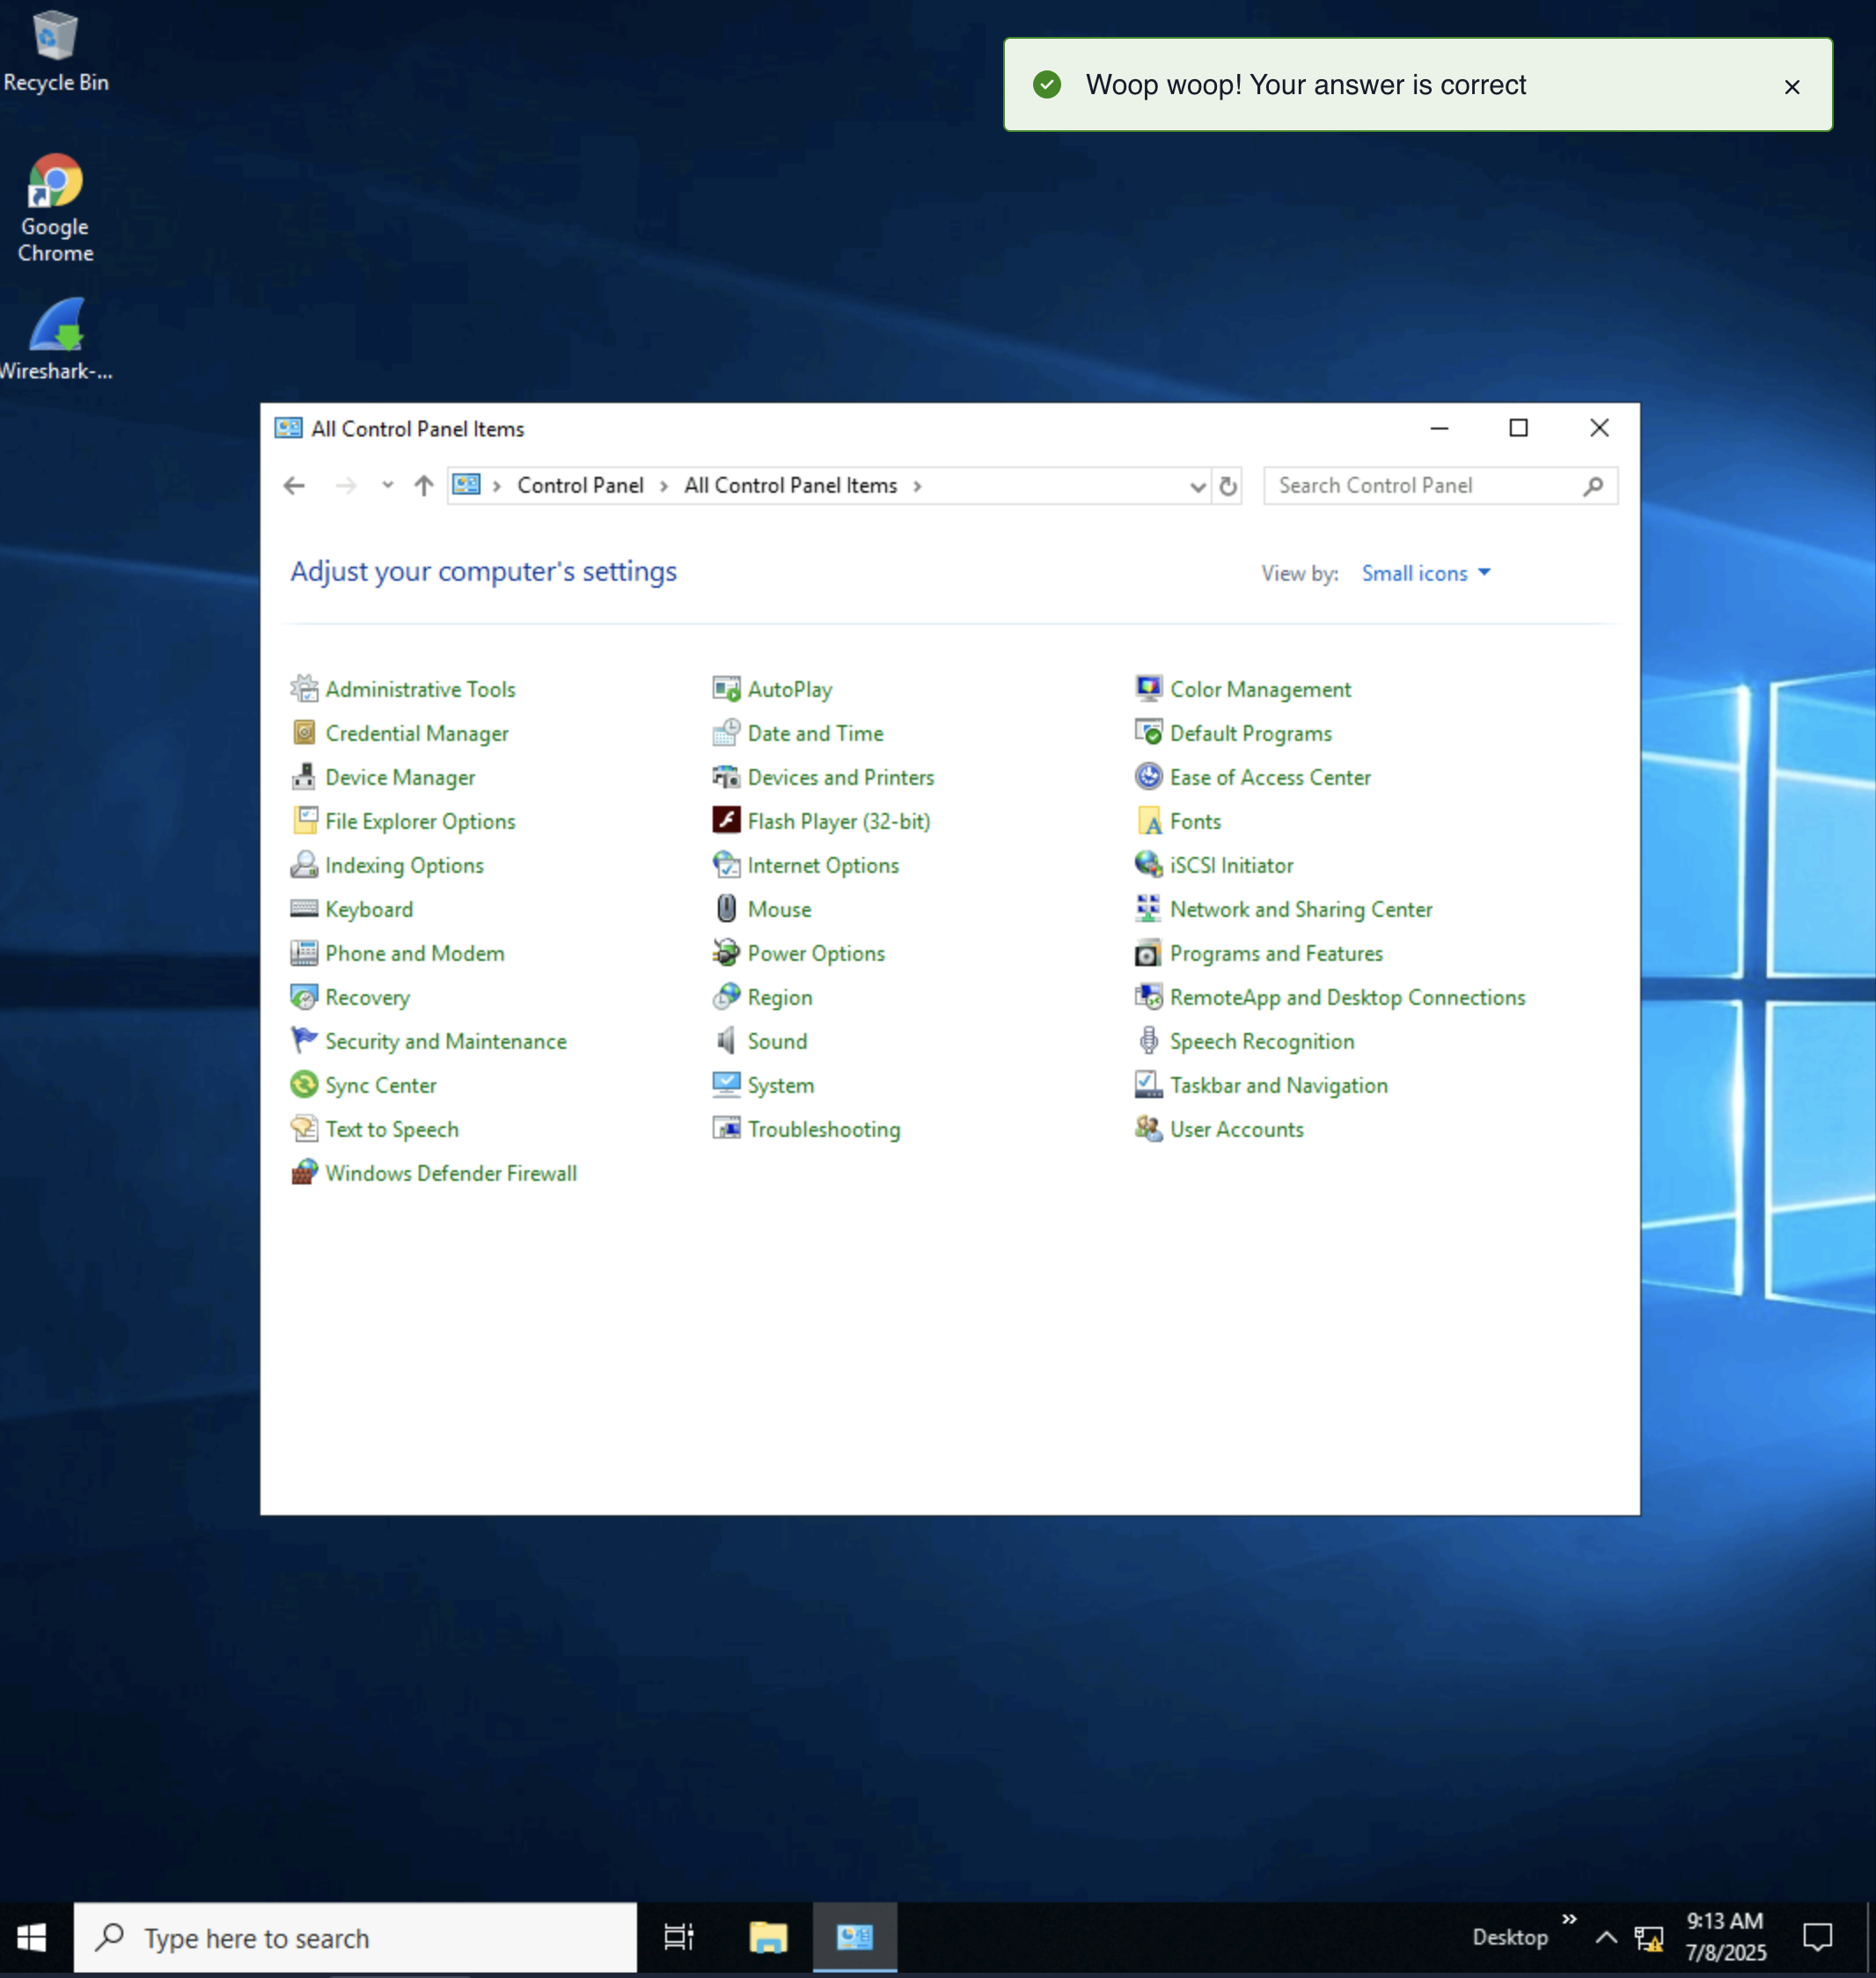 Recycle Bin
Woop woop! Your answer is correct
Google
Chrome
Wireshark-...
All Control Panel Items
Control Panel
All Control Panel Items
Search Control Panel
Adjust your computer's settings
View by:
Small icons
Administrative Tools
AutoPlay
Color Management
Credential Manager
Date and Time
Default Programs
Device Manager
Devices and Printers
Ease of Access Center
File Explorer Options
Flash Player (32-bit)
Fonts
Indexing Options
Internet Options
iSCSI Initiator
Keyboard
Mouse
Network and Sharing Center
Phone and Modem
Power Options
Programs and Features
Recovery
Region
RemoteApp and Desktop Connections
Security and Maintenance
Sound
Speech Recognition
Sync Center
System
Taskbar and Navigation
Text to Speech
Troubleshooting
User Accounts
Windows Defender Firewall
Type here to search
Desktop
9:13 AM
7/8/2025